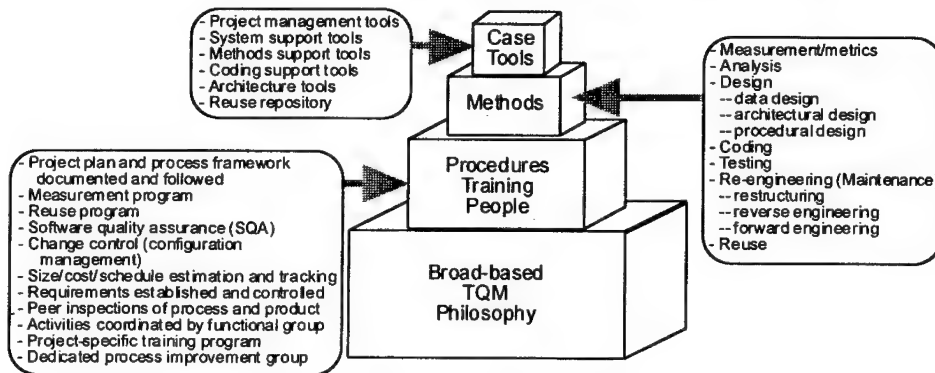 - Project management tools
- System support tools
- Methods support tools
- Coding support tools
- Architecture tools
- Reuse repository
Case
Tools
Methods
Procedures
Training
People
Broad-based
TQM
Philosophy
- Measurement/metrics
- Analysis
- Design
-- data design
-- architectural design
-- procedural design
- Coding
- Testing
- Re-engineering (Maintenance
-- restructuring
-- reverse engineering
-- forward engineering
- Reuse
- Project plan and process framework
documented and followed
- Measurement program
- Reuse program
- Software quality assurance (SQA)
- Change control (configuration
management)
- Size/cost/schedule estimation and tracking
- Requirements established and controlled
- Peer inspections of process and product
- Activities coordinated by functional group
- Project-specific training program
- Dedicated process improvement group